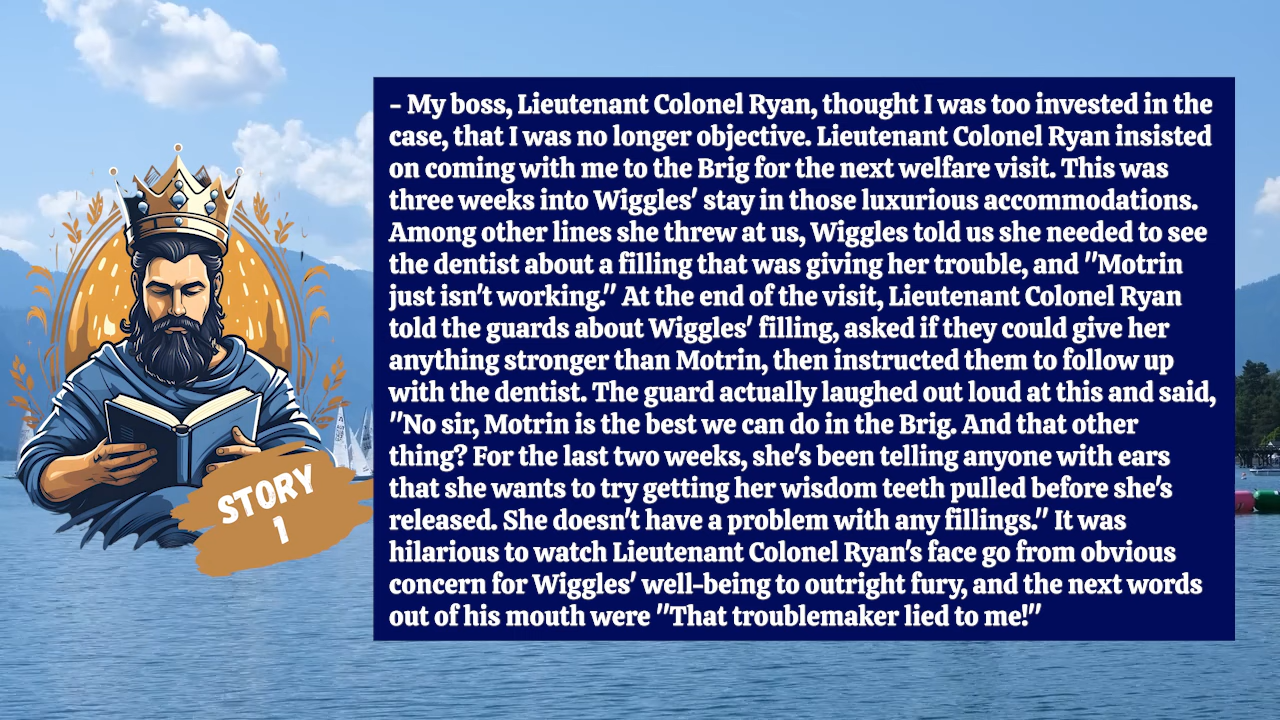 - My boss, Lieutenant Colonel Ryan, thought I was too invested in the
case, that I was no longer objective. Lieutenant Colonel Ryan insisted
on coming with me to the Brig for the next welfare visit. This was
three weeks into Wiggles' stay in those luxurious accommodations.
Among other lines she threw at us, Wiggles told us she needed to see
the dentist about a filling that was giving her trouble, and "Motrin
just isn't working." At the end of the visit, Lieutenant Colonel Ryan
told the guards about Wiggles' filling, asked if they could give her
anything stronger than Motrin, then instructed them to follow up
with the dentist. The guard actually laughed out loud at this and said,
"No sir, Motrin is the best we can do in the Brig. And that other
thing? For the last two weeks, she's been telling anyone with ears
that she wants to try getting her wisdom teeth pulled before she's
released. She doesn't have a problem with any fillings." It was
hilarious to watch Lieutenant Colonel Ryan's face go from obvious
concern for Wiggles' well-being to outright fury, and the next words
out of his mouth were "That troublemaker lied to me!"
STORY
1